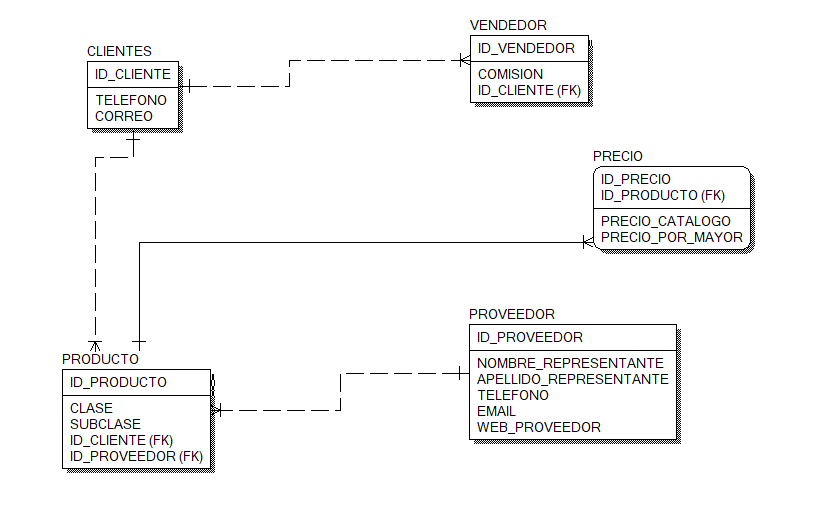 VENDEDOR
ID_VENDEDOR
COMISION
ID_CLIENTE (FK)
CLIENTES
ID_CLIENTE
TELEFONO
CORREO
PRECIO
ID_PRECIO
ID_PRODUCTO (FK)
PRECIO_CATALOGO
PRECIO_POR_MAYOR
PROVEEDOR
ID_PROVEEDOR
NOMBRE_REPRESENTANTE
APELLIDO_REPRESENTANTE
TELEFONO
EMAIL
WEB_PROVEEDOR
PRODUCTO
ID_PRODUCTO
CLASE
SUBCLASE
ID_CLIENTE (FK)
ID_PROVEEDOR (FK)